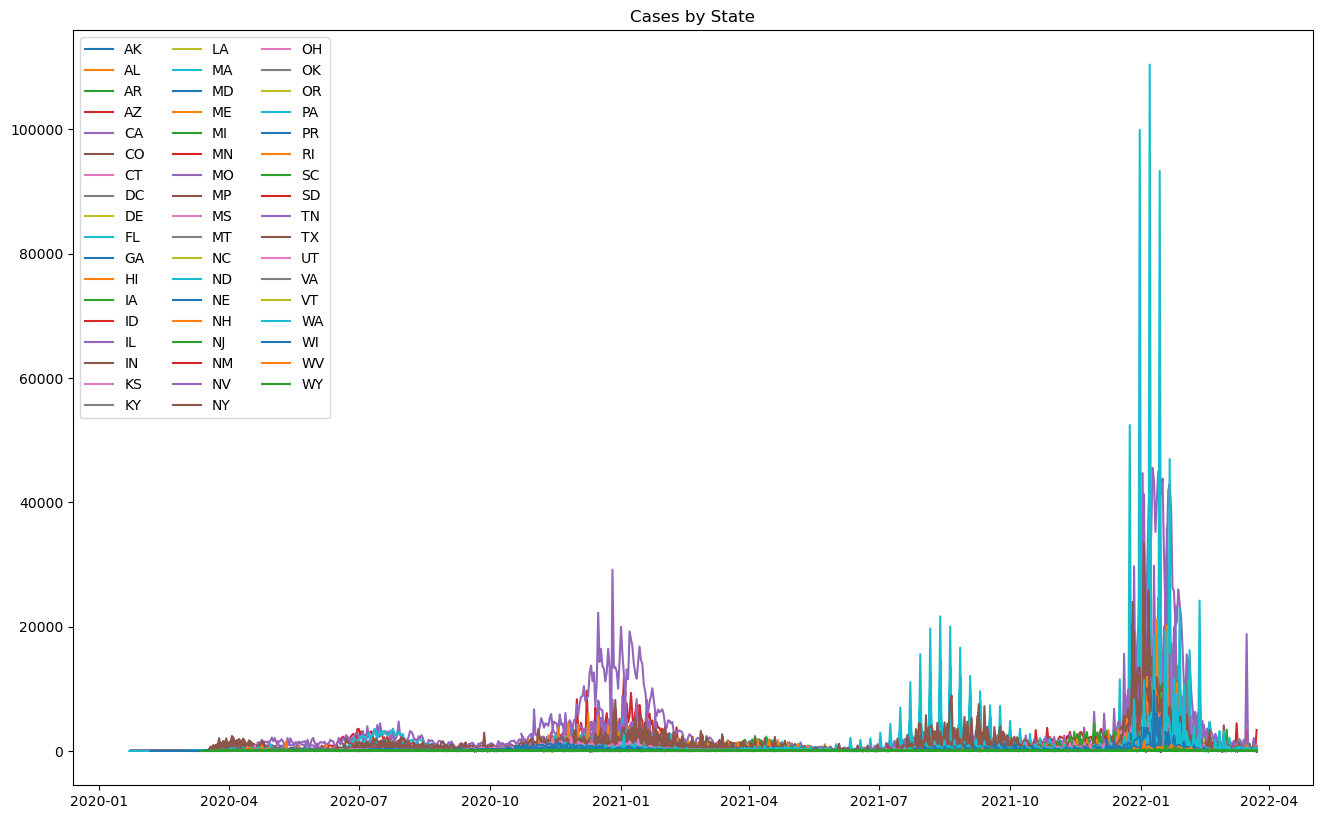 Cases by State
AK LA OH
AL MA OK
AR MD OR
AZ ME PA
CA MI PR
CO MN RI
CT MO SC
DC MP SD
DE MS TN
FL MT TX
GA NC UT
HI ND VA
IA NE VT
ID NH WA
IL NJ WI
IN NM WV
KS NV WY
KY NY
100000
80000
60000
40000
20000
0
2020-01 2020-04 2020-07 2020-10 2021-01 2021-04 2021-07 2021-10 2022-01 2022-04